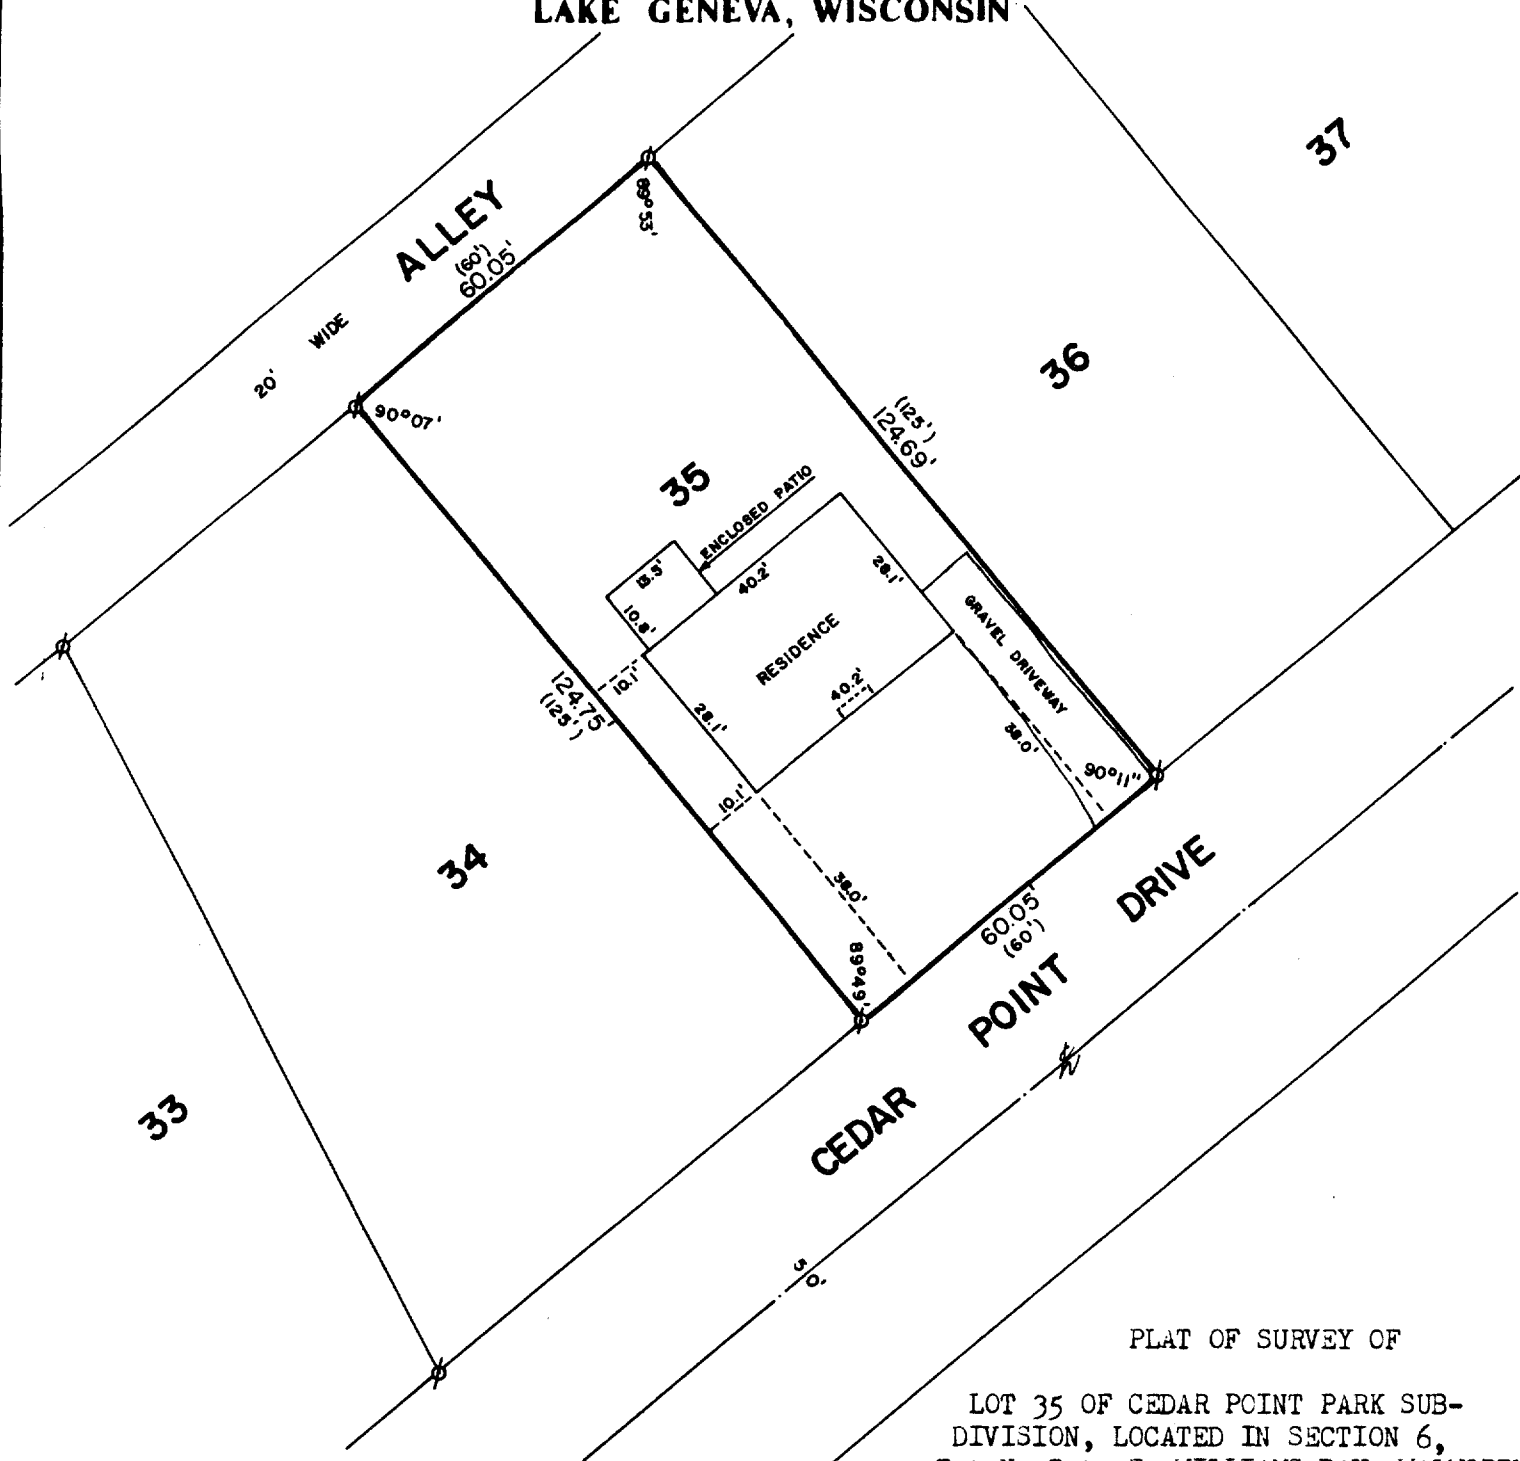 LAKE GENEVA, WISCONSIN
37
ALLEY
(60')
60.05'
89°53'
20' WIDE
90°07'
36
(125')
124.69'
35
ENCLOSED PATIO
13.5'
10.8'
40.2'
28.1'
RESIDENCE
GRAVEL DRIVEWAY
10.1'
28.1'
40.2'
124.75'
(125')
38.0'
90°11"
10.1'
38.0'
34
89°49'
60.05'
(60')
CEDAR POINT DRIVE
33
50'
PLAT OF SURVEY OF
LOT 35 OF CEDAR POINT PARK SUB-
DIVISION, LOCATED IN SECTION 6,